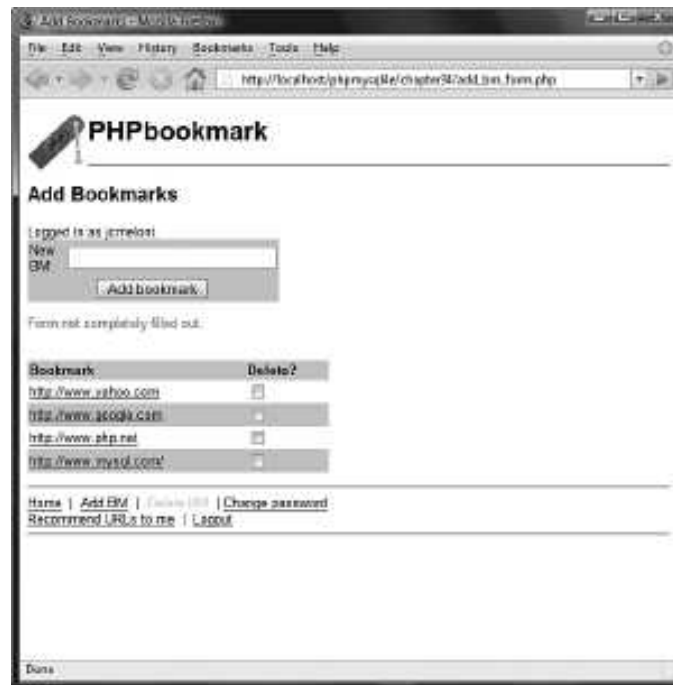 Add Bookmarks - Mozilla Firefox
File Edit View History Bookmarks Tools Help
http://localhost/phpmysql4e/chapter34/add_bm_form.php
PHPbookmark
Add Bookmarks
Logged in as jcmeloni.
New
BM:
Add bookmark
Form not completely filled out.
Bookmark Delete?
http://www.yahoo.com
http://www.google.com
http://www.php.net
http://www.mysql.com/
Home | Add BM | Delete BM | Change password
Recommend URLs to me | Logout
Done